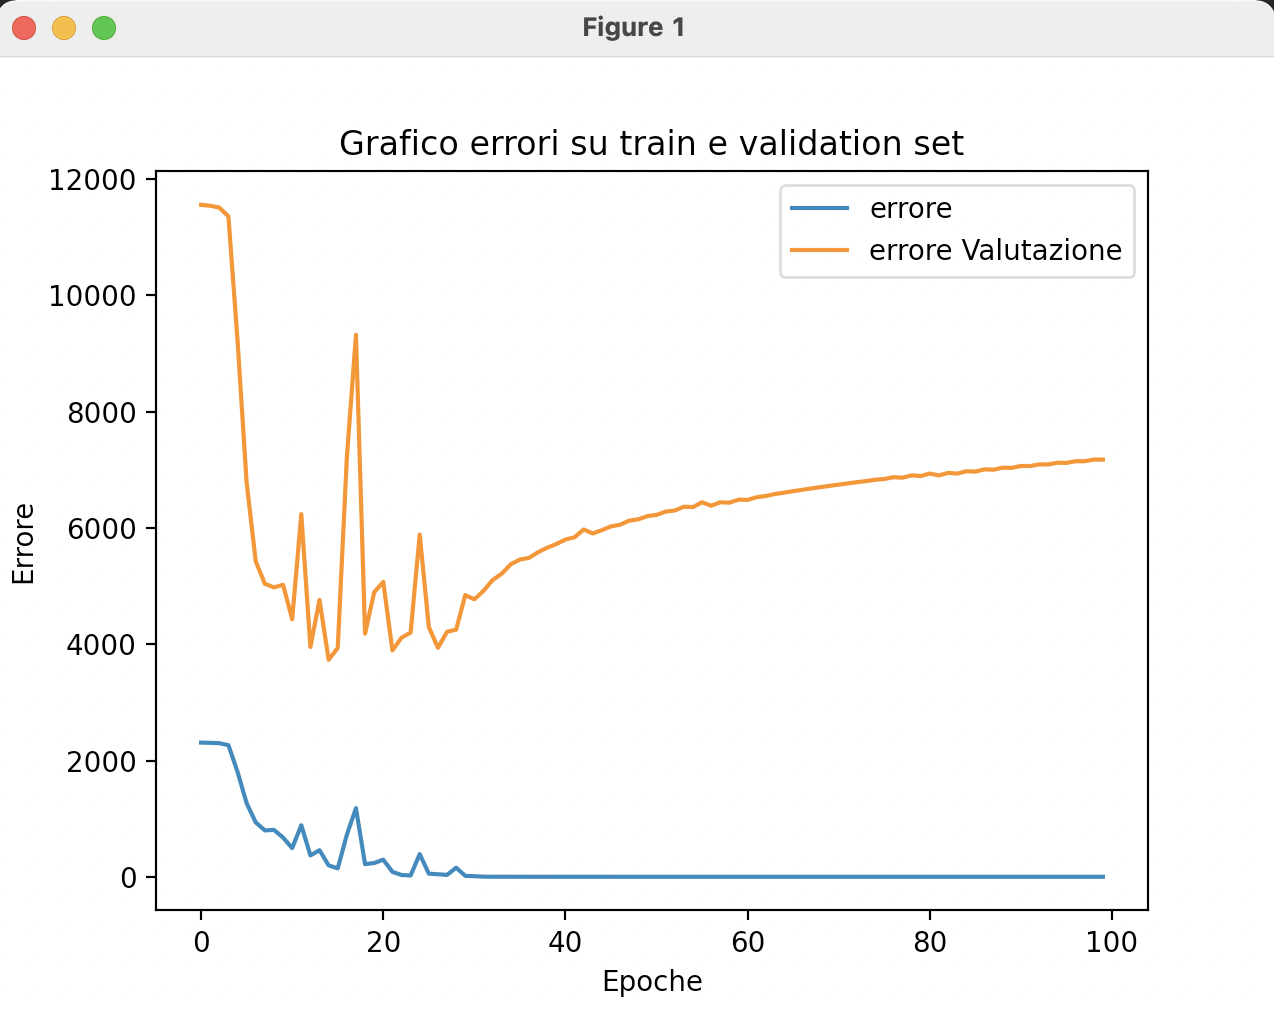 Figure 1
Grafico errori su train e validation set
12000
10000
8000
6000
4000
2000
0
Errore
errore
errore Valutazione
0 20 40 60 80 100
Epoche